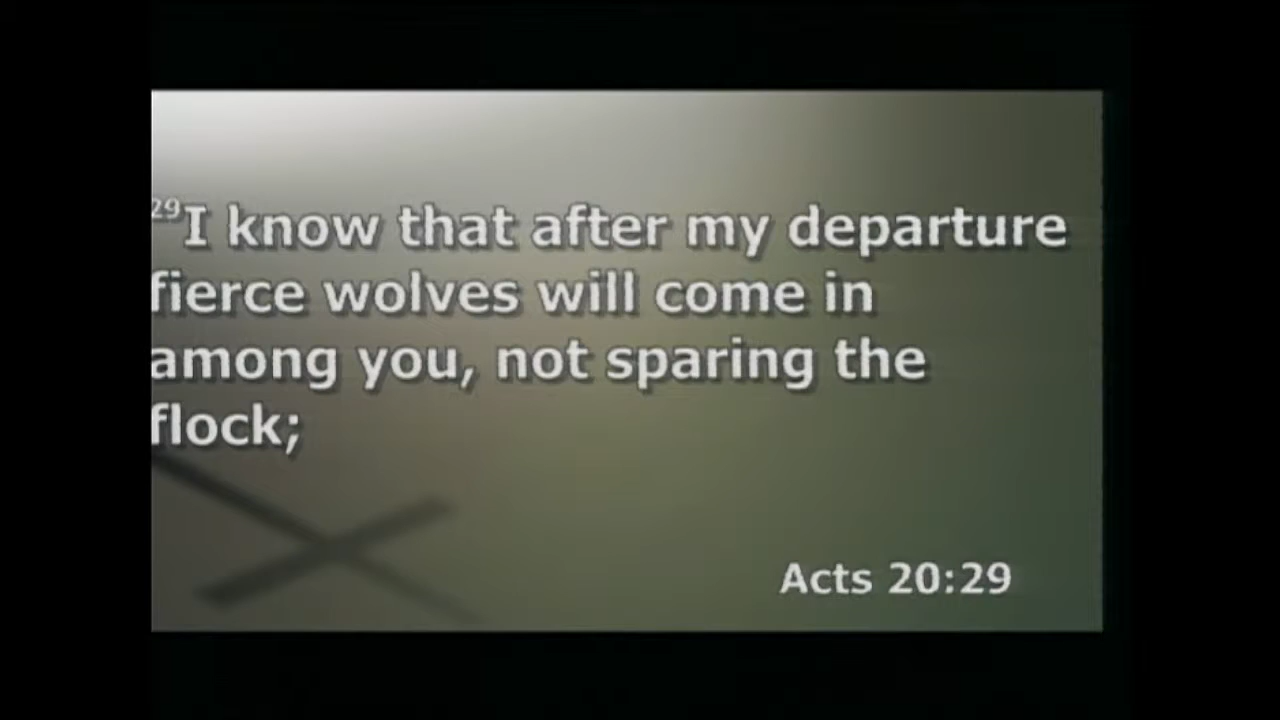 29I know that after my departure
fierce wolves will come in
among you, not sparing the
flock;
Acts 20:29